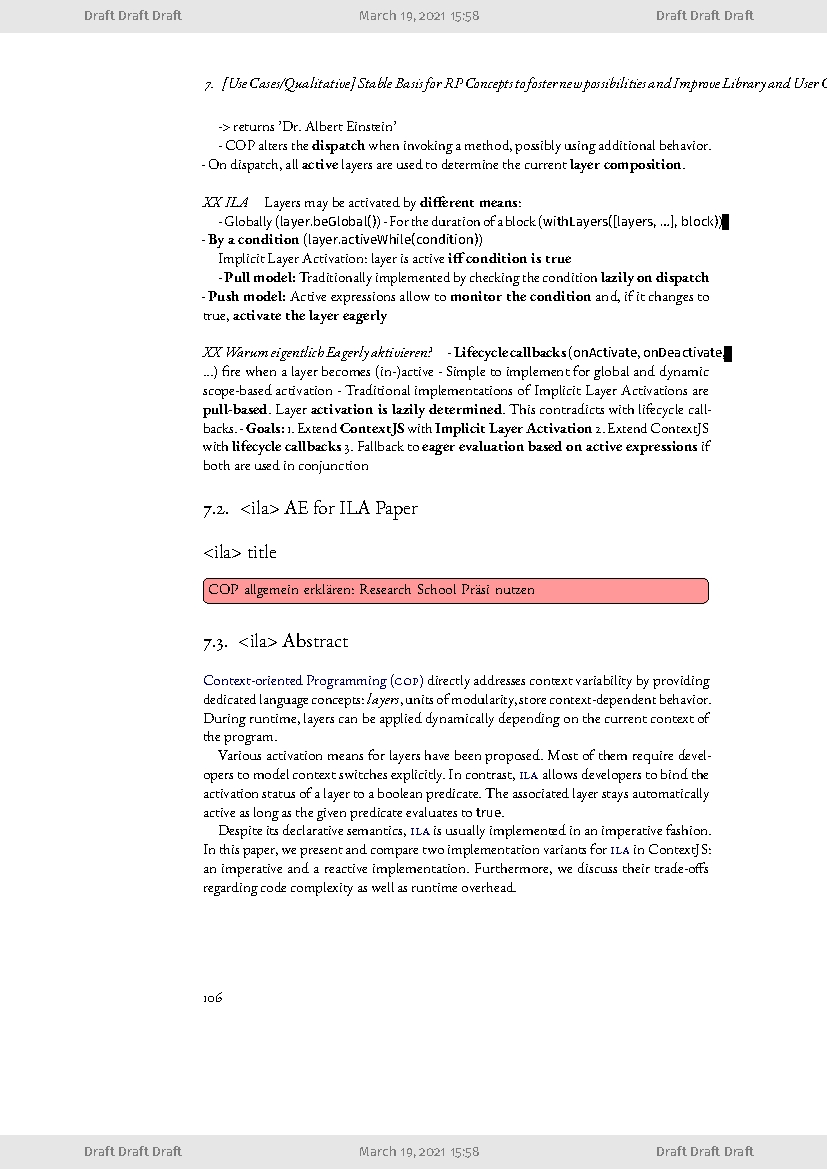 Draft Draft Draft March 19, 2021 15:58 Draft Draft Draft
7. [Use Cases/Qualitative] Stable Basis for RP Concepts to foster new possibilities and Improve Library and User
-> returns 'Dr. Albert Einstein'
- COP alters the dispatch when invoking a method, possibly using additional behavior.
- On dispatch, all active layers are used to determine the current layer composition.
XX ILA Layers may be activated by different means:
- Globally (layer.beGlobal()) - For the duration of a block (withLayers([layers, ...], block))
- By a condition (layer.activeWhile(condition))
Implicit Layer Activation: layer is active iff condition is true
- Pull model: Traditionally implemented by checking the condition lazily on dispatch
- Push model: Active expressions allow to monitor the condition and, if it changes to
true, activate the layer eagerly
XX Warum eigentlich Eagerly aktivieren? - Lifecycle callbacks (onActivate, onDeactivate,
...) fire when a layer becomes (in-)active - Simple to implement for global and dynamic
scope-based activation - Traditional implementations of Implicit Layer Activations are
pull-based. Layer activation is lazily determined. This contradicts with lifecycle call-
backs. - Goals: 1. Extend ContextJS with Implicit Layer Activation 2. Extend ContextJS
with lifecycle callbacks 3. Fallback to eager evaluation based on active expressions if
both are used in conjunction
7.2. <ila> AE for ILA Paper
<ila> title
COP allgemein erklären: Research School Präsi nutzen
7.3. <ila> Abstract
Context-oriented Programming (COP) directly addresses context variability by providing
dedicated language concepts: layers, units of modularity, store context-dependent behavior.
During runtime, layers can be applied dynamically depending on the current context of
the program.
Various activation means for layers have been proposed. Most of them require devel-
opers to model context switches explicitly. In contrast, ILA allows developers to bind the
activation status of a layer to a boolean predicate. The associated layer stays automatically
active as long as the given predicate evaluates to true.
Despite its declarative semantics, ILA is usually implemented in an imperative fashion.
In this paper, we present and compare two implementation variants for ILA in ContextJS:
an imperative and a reactive implementation. Furthermore, we discuss their trade-offs
regarding code complexity as well as runtime overhead.
106
Draft Draft Draft March 19, 2021 15:58 Draft Draft Draft